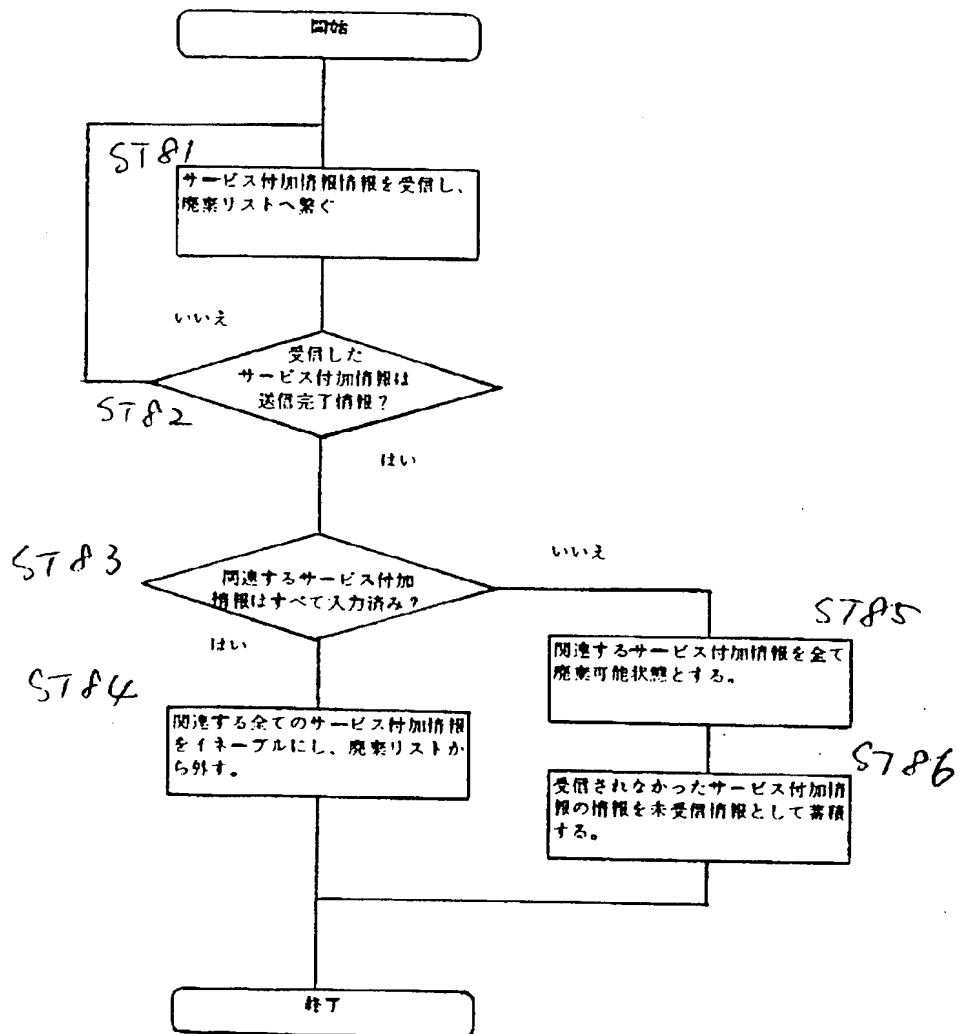 開始
ST81
サービス付加情報情報を受信し、
廃棄リストへ繋ぐ
いいえ
受信した
サービス付加情報は
送信完了情報?
ST82
はい
ST83
いいえ
関連するサービス付加
情報はすべて入力済み?
はい
ST85
関連するサービス付加情報を全て
廃棄可能状態とする。
ST84
関連する全てのサービス付加情報
をイネーブルにし、廃棄リストか
ら外す。
ST86
受信されなかったサービス付加情
報の情報を未受信情報として蓄積
する。
終了